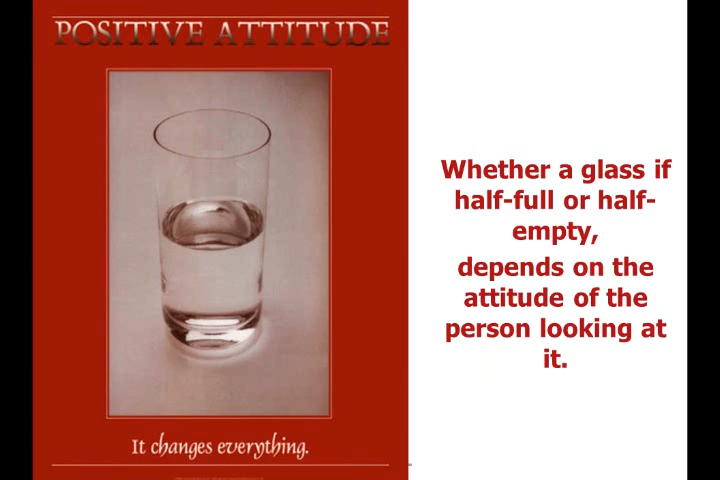 POSITIVE ATTITUDE
It changes everything.
Whether a glass if
half-full or half-
empty,
depends on the
attitude of the
person looking at
it.